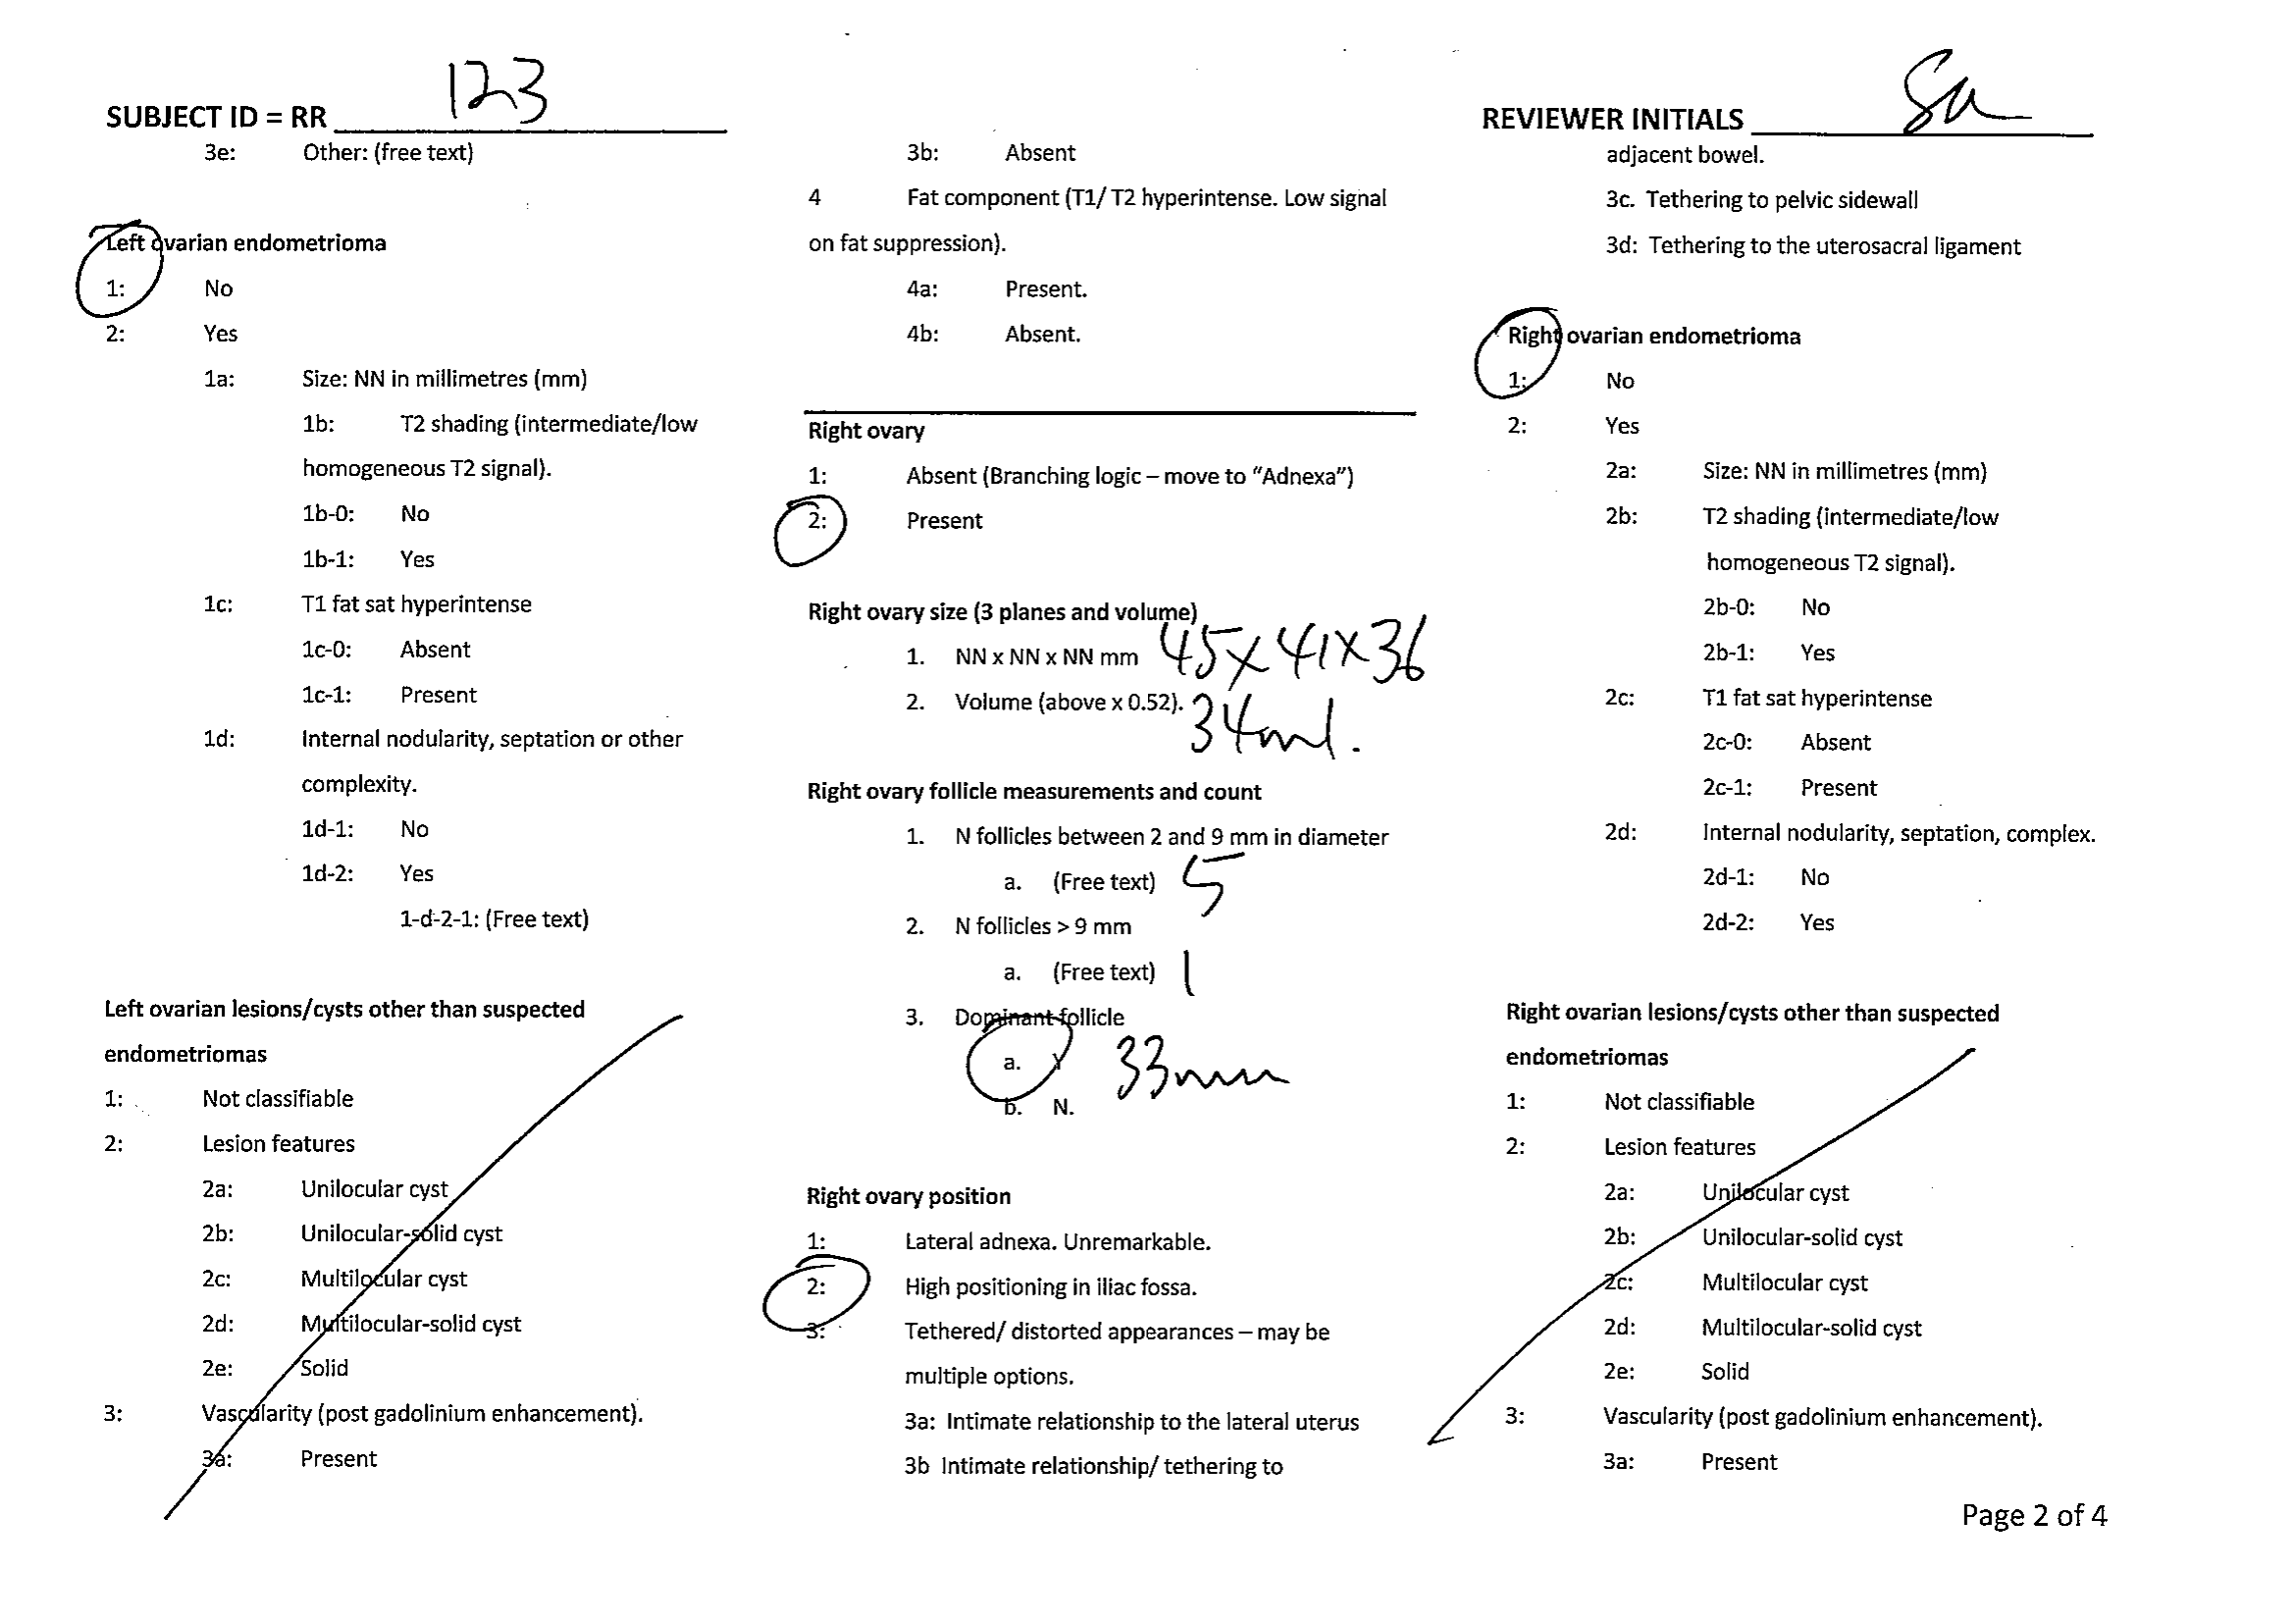 SUBJECT ID = RR 123
REVIEWER INITIALS
3e: Other: (free text)
Left ovarian endometrioma
1: No
2: Yes
1a: Size: NN in millimetres (mm)
1b: T2 shading (intermediate/low
homogeneous T2 signal).
1b-0: No
1b-1: Yes
1c: T1 fat sat hyperintense
1c-0: Absent
1c-1: Present
1d: Internal nodularity, septation or other
complexity.
1d-1: No
1d-2: Yes
1-d-2-1: (Free text)
Left ovarian lesions/cysts other than suspected
endometriomas
1: Not classifiable
2: Lesion features
2a: Unilocular cyst
2b: Unilocular-solid cyst
2c: Multilocular cyst
2d: Multilocular-solid cyst
2e: Solid
3: Vascularity (post gadolinium enhancement).
3a: Present
3b: Absent
4 Fat component (T1/ T2 hyperintense. Low signal
on fat suppression).
4a: Present.
4b: Absent.
Right ovary
1: Absent (Branching logic – move to “Adnexa”)
2: Present
Right ovary size (3 planes and volume)
1. NN x NN x NN mm 45 x 41 x 36
2. Volume (above x 0.52). 34ml.
Right ovary follicle measurements and count
1. N follicles between 2 and 9 mm in diameter
a. (Free text) 5
2. N follicles > 9 mm
a. (Free text) 1
3. Dominant follicle
a. Y 33mm
b. N.
Right ovary position
1: Lateral adnexa. Unremarkable.
2: High positioning in iliac fossa.
3: Tethered/ distorted appearances – may be
multiple options.
3a: Intimate relationship to the lateral uterus
3b Intimate relationship/ tethering to
adjacent bowel.
3c. Tethering to pelvic sidewall
3d: Tethering to the uterosacral ligament
Right ovarian endometrioma
1: No
2: Yes
2a: Size: NN in millimetres (mm)
2b: T2 shading (intermediate/low
homogeneous T2 signal).
2b-0: No
2b-1: Yes
2c: T1 fat sat hyperintense
2c-0: Absent
2c-1: Present
2d: Internal nodularity, septation, complex.
2d-1: No
2d-2: Yes
Right ovarian lesions/cysts other than suspected
endometriomas
1: Not classifiable
2: Lesion features
2a: Unilocular cyst
2b: Unilocular-solid cyst
2c: Multilocular cyst
2d: Multilocular-solid cyst
2e: Solid
3: Vascularity (post gadolinium enhancement).
3a: Present
Page 2 of 4